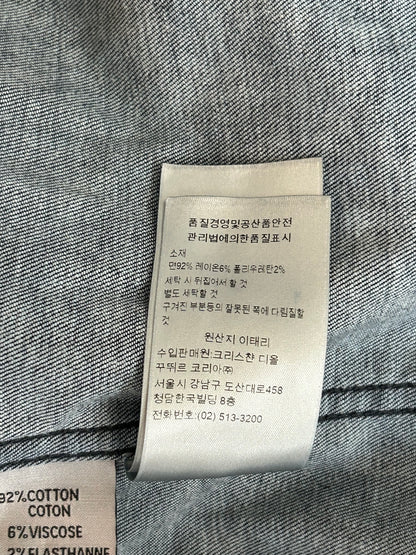 품질경영및공산품안전
관리법에의한품질표시
소재
면92% 레이온6% 폴리우레탄2%
세탁 시 뒤집어서 할 것
별도 세탁할 것
구겨진 부분등의 잘못된 쪽에 다림질할
것
원산지 이태리
수입판매원:크리스챤 디올
꾸뛰르 코리아㈜
서울시 강남구 도산대로458
청담한국빌딩 8층
전화번호:(02) 513-3200
92%COTTON
COTON
6%VISCOSE
2%ELASTHANNE